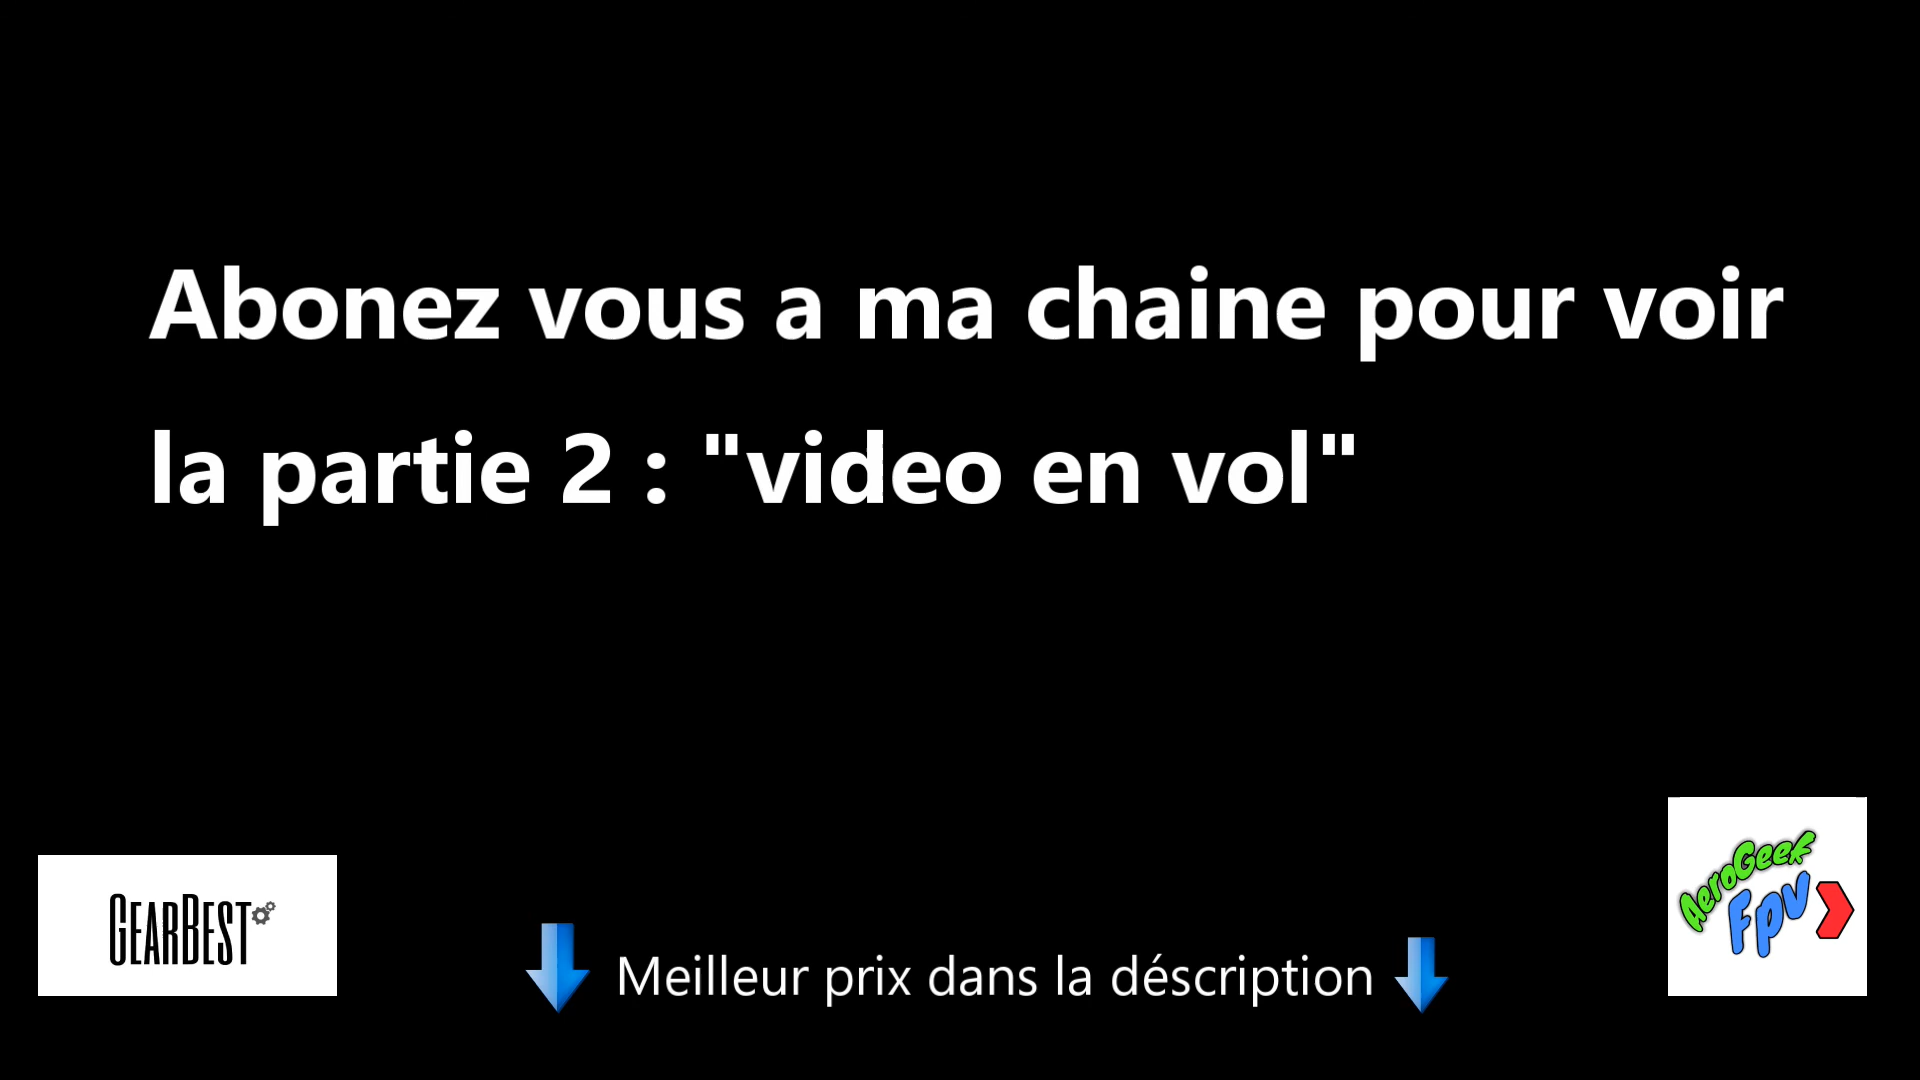 Abonez vous a ma chaine pour voir
la partie 2 : "video en vol"
GEARBEST
Meilleur prix dans la déscription
AeroGeek
Fpv